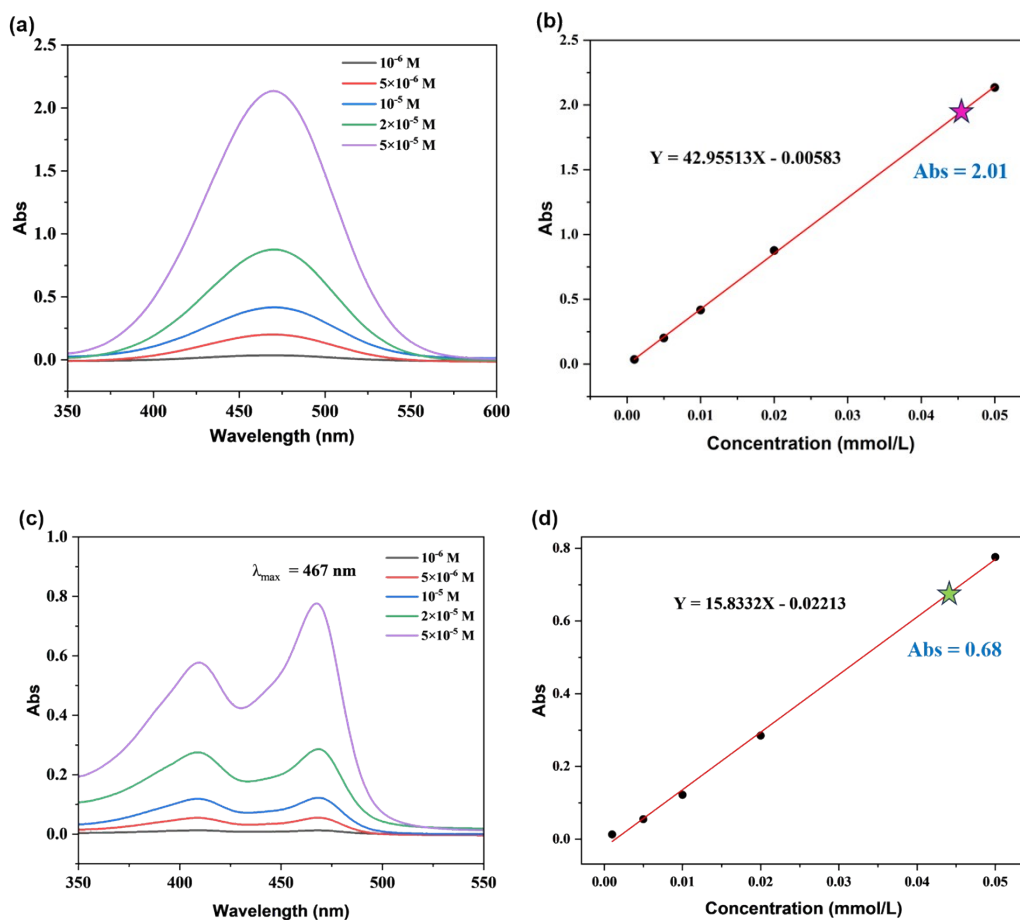 (a)
2.5
2.0
1.5
1.0
0.5
0.0
Abs
10⁻⁶ M
5×10⁻⁶ M
10⁻⁵ M
2×10⁻⁵ M
5×10⁻⁵ M
350 400 450 500 550 600
Wavelength (nm)
(b)
2.5
2.0
1.5
1.0
0.5
0.0
Abs
Y = 42.95513X - 0.00583
Abs = 2.01
0.00 0.01 0.02 0.03 0.04 0.05
Concentration (mmol/L)
(c)
1.0
0.8
0.6
0.4
0.2
0.0
Abs
λmax = 467 nm
10⁻⁶ M
5×10⁻⁶ M
10⁻⁵ M
2×10⁻⁵ M
5×10⁻⁵ M
350 400 450 500 550
Wavelength (nm)
(d)
0.8
0.6
0.4
0.2
0.0
Abs
Y = 15.8332X - 0.02213
Abs = 0.68
0.00 0.01 0.02 0.03 0.04 0.05
Concentration (mmol/L)